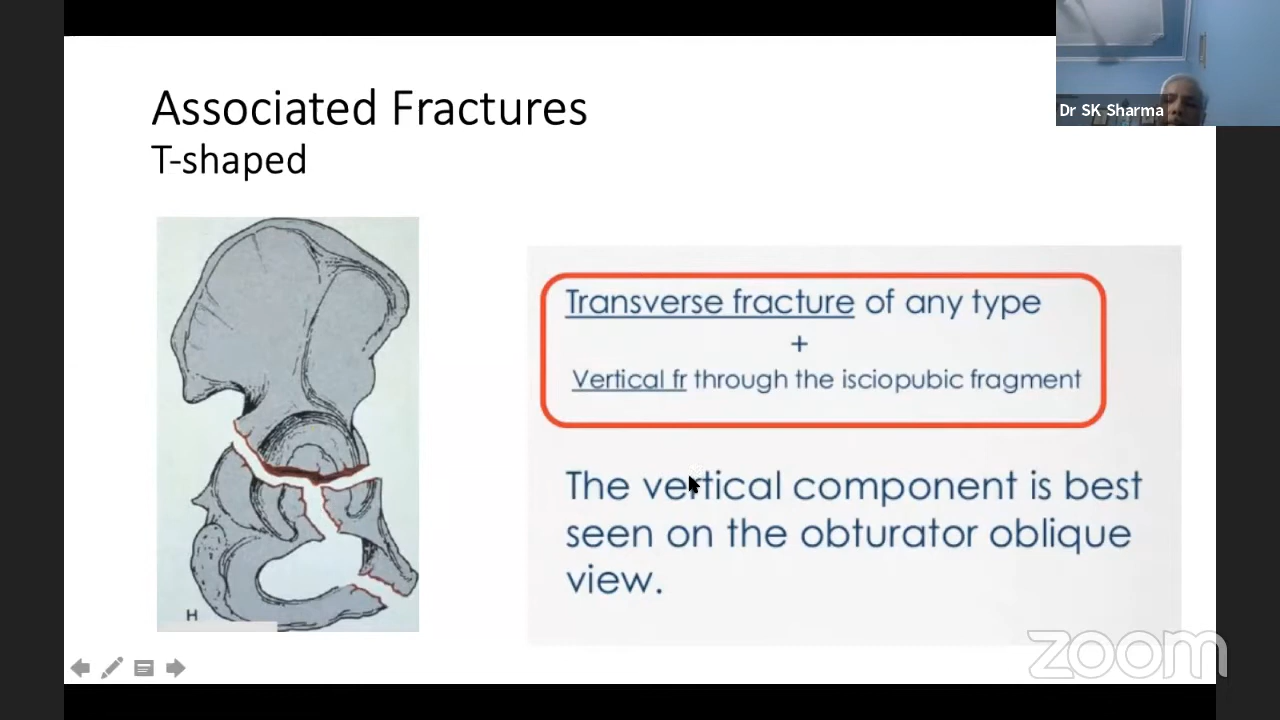 Dr SK Sharma
Associated Fractures
T-shaped
Transverse fracture of any type
+
Vertical fr through the isciopubic fragment
The vertical component is best
seen on the obturator oblique
view.
H
zoom